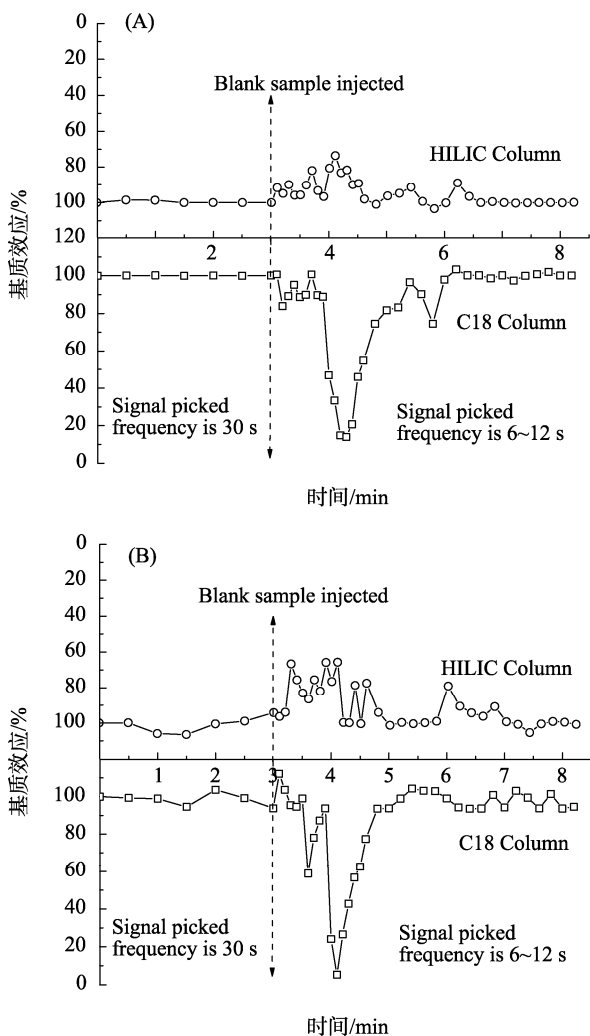 (A)
0
20
40
60
80
100
120
Blank sample injected
HILIC Column
2
4
6
8
100
80
60
40
20
0
C18 Column
Signal picked
frequency is 30 s
Signal picked
frequency is 6~12 s
基质效应/%
时间/min
(B)
0
20
40
60
80
100
Blank sample injected
HILIC Column
1
2
3
4
5
6
7
8
100
80
60
40
20
0
C18 Column
Signal picked
frequency is 30 s
Signal picked
frequency is 6~12 s
基质效应/%
时间/min